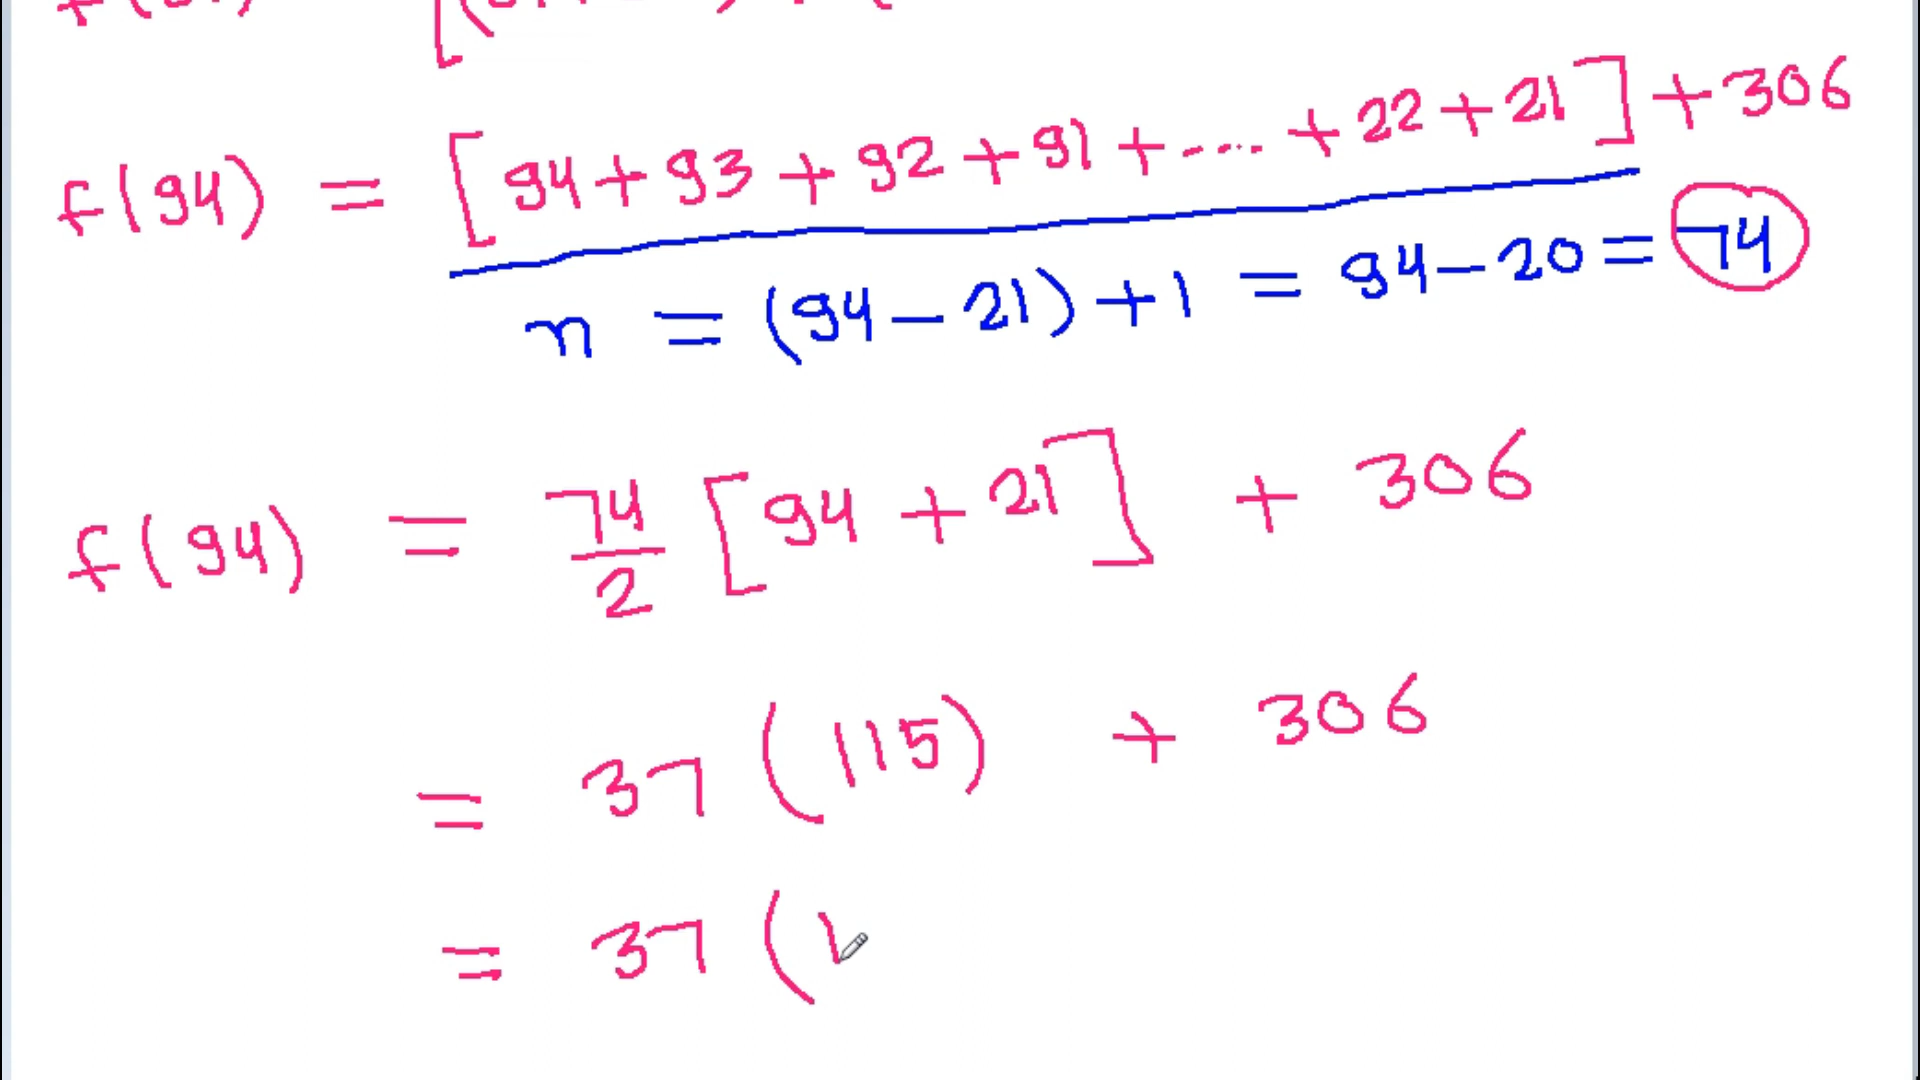 f(94) = [94 + 93 + 92 + 91 + .... + 22 + 21] + 306
n = (94 - 21) + 1 = 94 - 20 = 74
f(94) = 74/2 [94 + 21] + 306
= 37 (115) + 306
= 37 (1